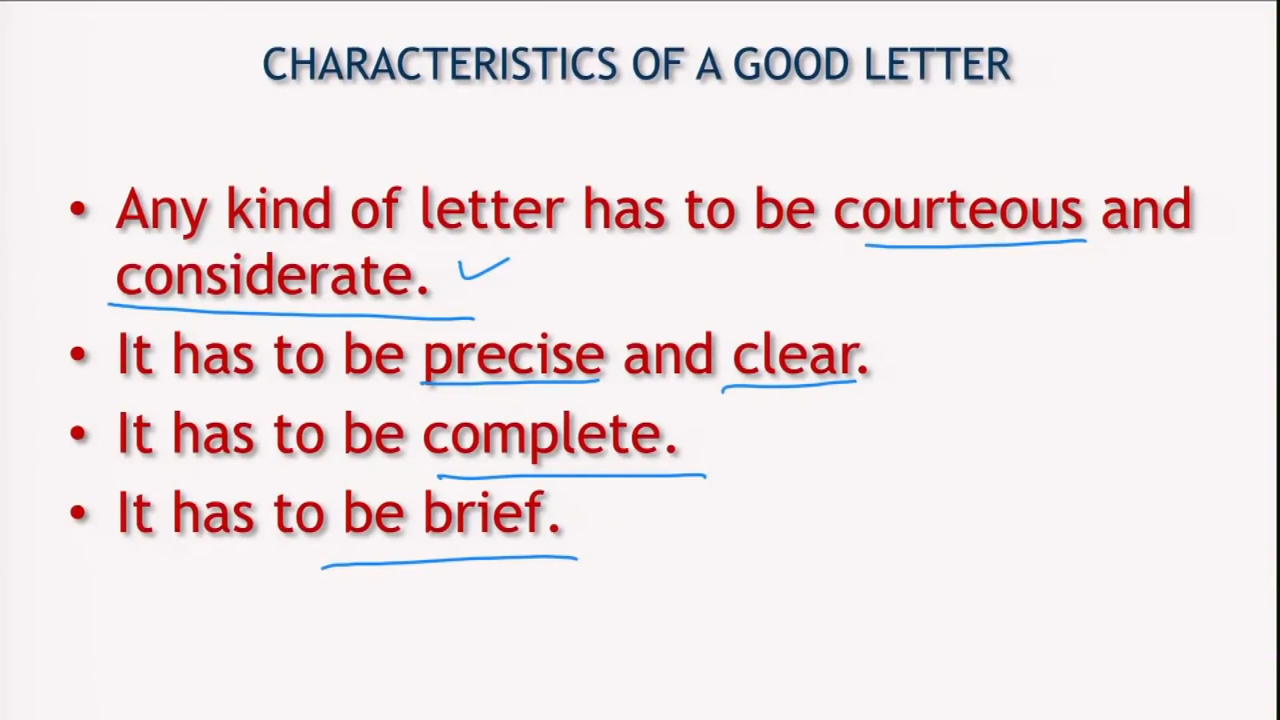 CHARACTERISTICS OF A GOOD LETTER
• Any kind of letter has to be courteous and
considerate.
• It has to be precise and clear.
• It has to be complete.
• It has to be brief.